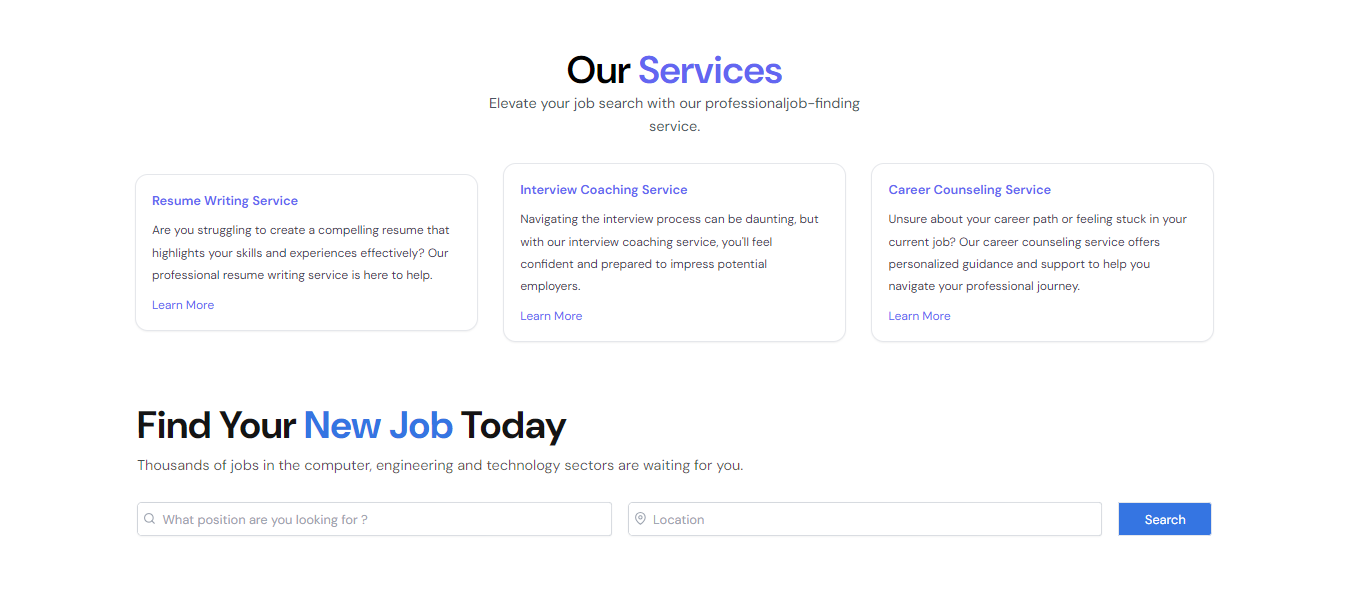 Our Services
Elevate your job search with our professionaljob-finding
service.
Resume Writing Service
Are you struggling to create a compelling resume that
highlights your skills and experiences effectively? Our
professional resume writing service is here to help.
Learn More
Interview Coaching Service
Navigating the interview process can be daunting, but
with our interview coaching service, you'll feel
confident and prepared to impress potential
employers.
Learn More
Career Counseling Service
Unsure about your career path or feeling stuck in your
current job? Our career counseling service offers
personalized guidance and support to help you
navigate your professional journey.
Learn More
Find Your New Job Today
Thousands of jobs in the computer, engineering and technology sectors are waiting for you.
What position are you looking for ?
Location
Search